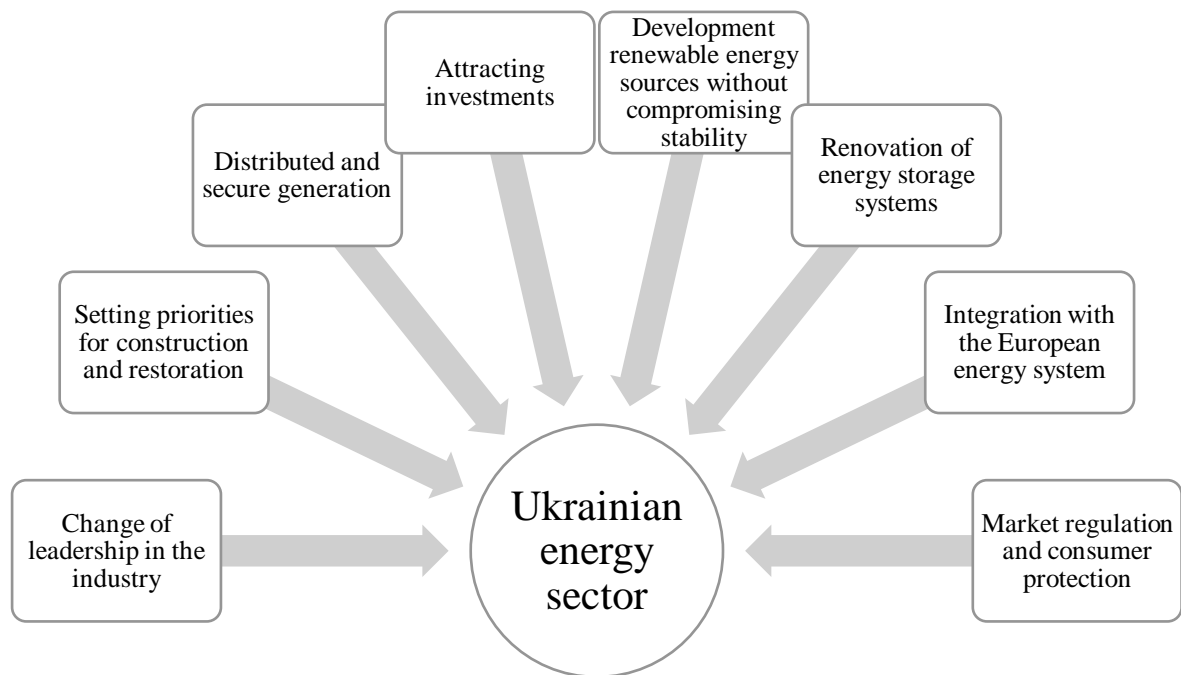 Change of
leadership in the
industry
Setting priorities
for construction
and restoration
Distributed and
secure generation
Attracting
investments
Development
renewable energy
sources without
compromising
stability
Renovation of
energy storage
systems
Integration with
the European
energy system
Market regulation
and consumer
protection
Ukrainian
energy
sector